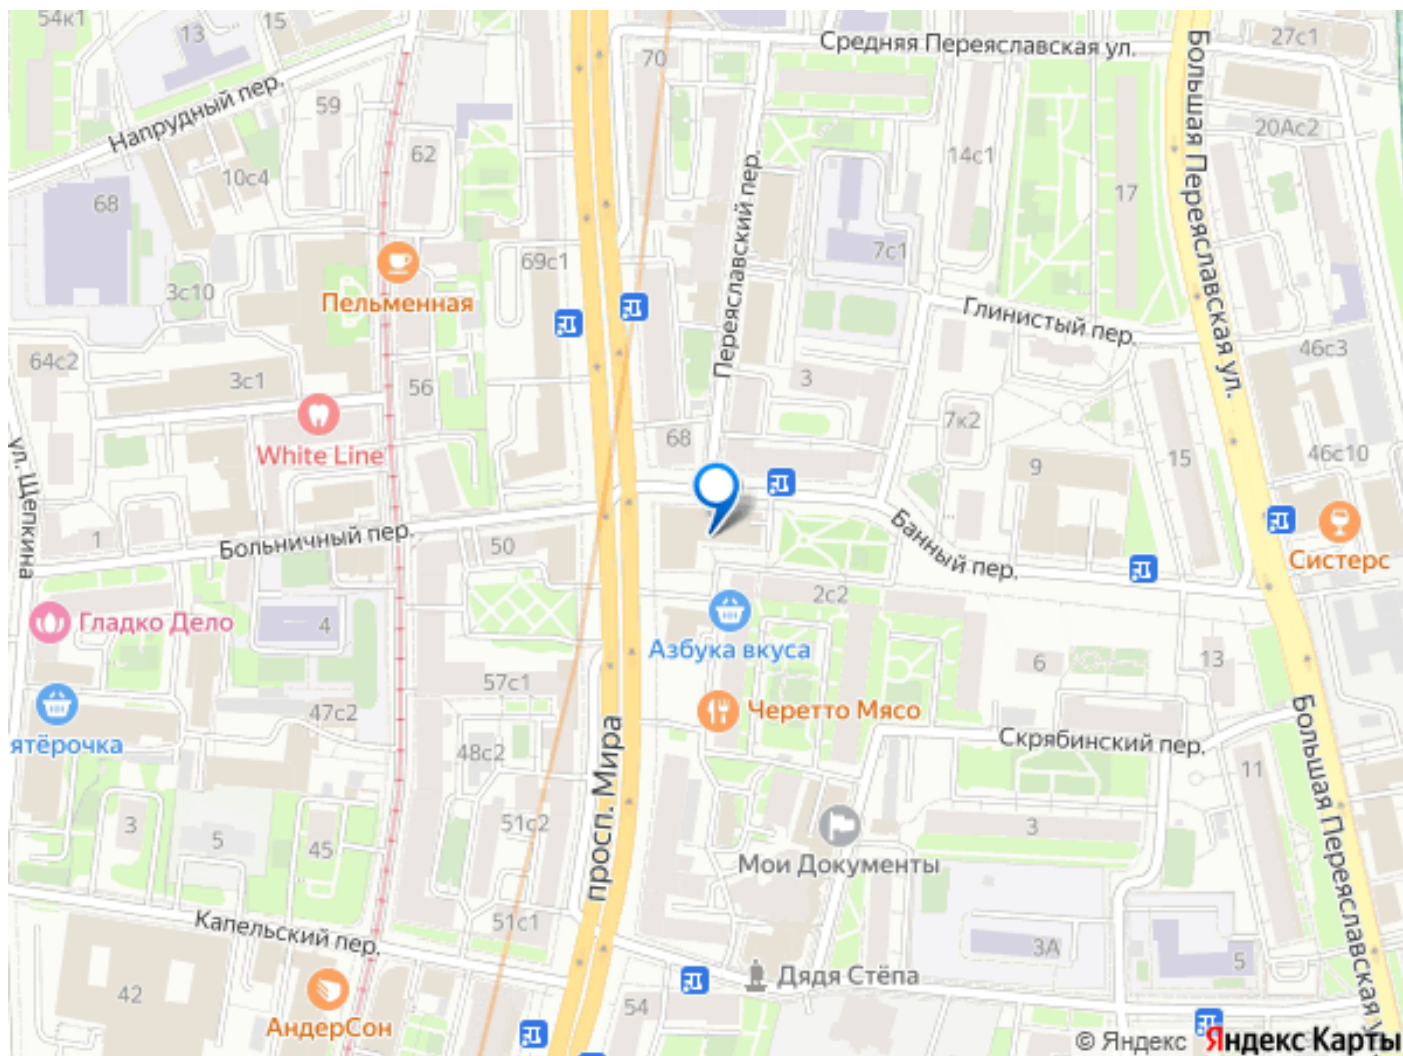 54к1
15
13
70
Средняя Переяславская ул.
27с1
Большая Переяславская ул.
Напрудный пер.
59
62
20Ас2
14с1
10с4
68
17
Переяславский пер.
7с1
69с1
3с10
Пельменная
Глинистый пер.
64с2
3с1
56
3
46с3
White Line
68
7к2
9
15
46с10
ул. Щепкина
1
Больничный пер.
50
Банный пер.
Систерс
2с2
Гладко Дело
4
Азбука вкуса
6
13
57с1
47с2
Черетто Мясо
ятёрочка
48с2
просп. Мира
Скрябинский пер.
11
Большая Переяславская у
3
5
45
51с2
3
Мои Документы
Капельский пер.
51с1
3А
5
42
54
Дядя Стёпа
АндерСон
© Яндекс Яндекс Карты